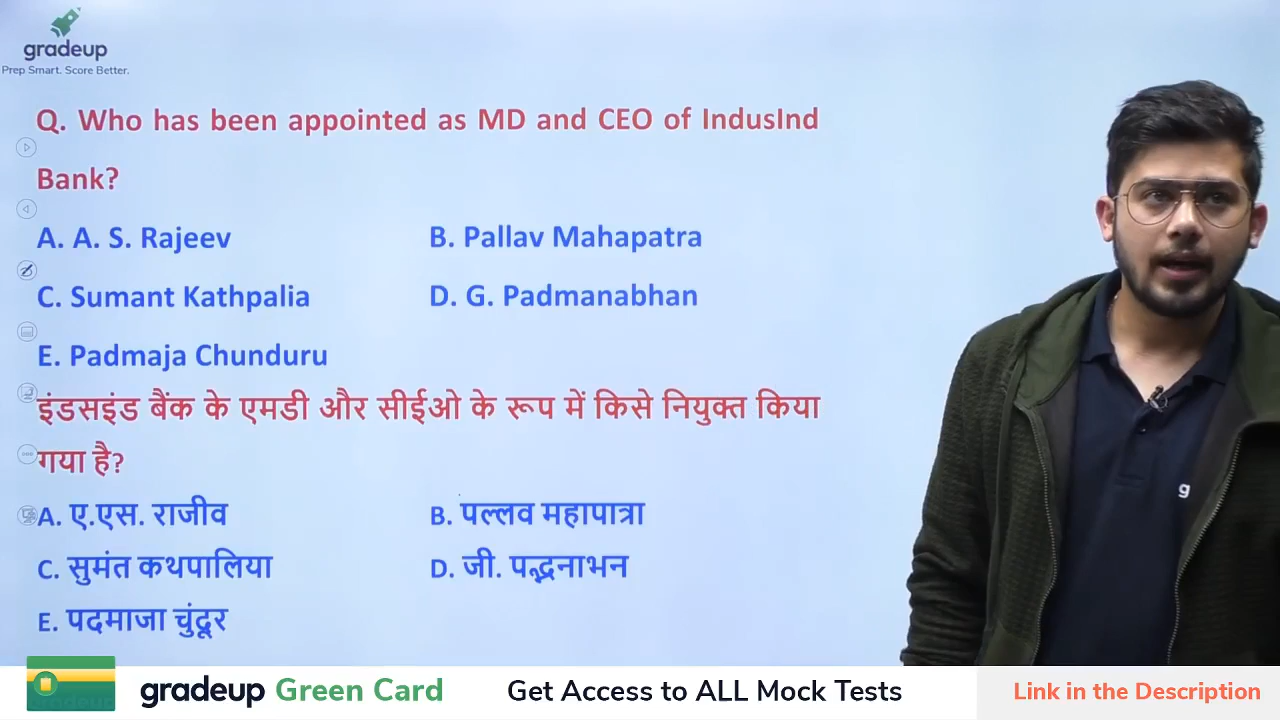 gradeup
Prep Smart. Score Better.
Q. Who has been appointed as MD and CEO of IndusInd
Bank?
A. A. S. Rajeev B. Pallav Mahapatra
C. Sumant Kathpalia D. G. Padmanabhan
E. Padmaja Chunduru
इंडसइंड बैंक के एमडी और सीईओ के रूप में किसे नियुक्त किया
गया है?
A. ए.एस. राजीव B. पल्लव महापात्रा
C. सुमंत कथपालिया D. जी. पद्भनाभन
E. पदमाजा चुंदूर
g
gradeup Green Card Get Access to ALL Mock Tests Link in the Description